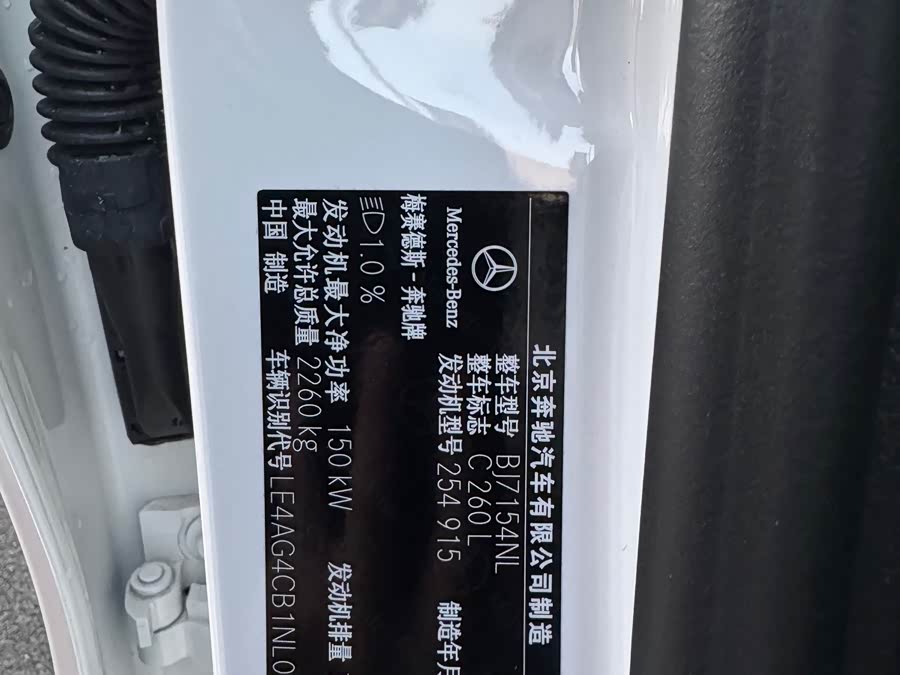 北京奔驰汽车有限公司制造
Mercedes-Benz
梅赛德斯-奔驰牌
整车型号 BJ7154NL
整车标志 C 260 L
发动机型号 254 915 制造年月
1.0 %
发动机最大净功率 150 kW 发动机排量
最大允许总质量 2260 kg
中国 制造 车辆识别代号 LE4AG4CB1NL0